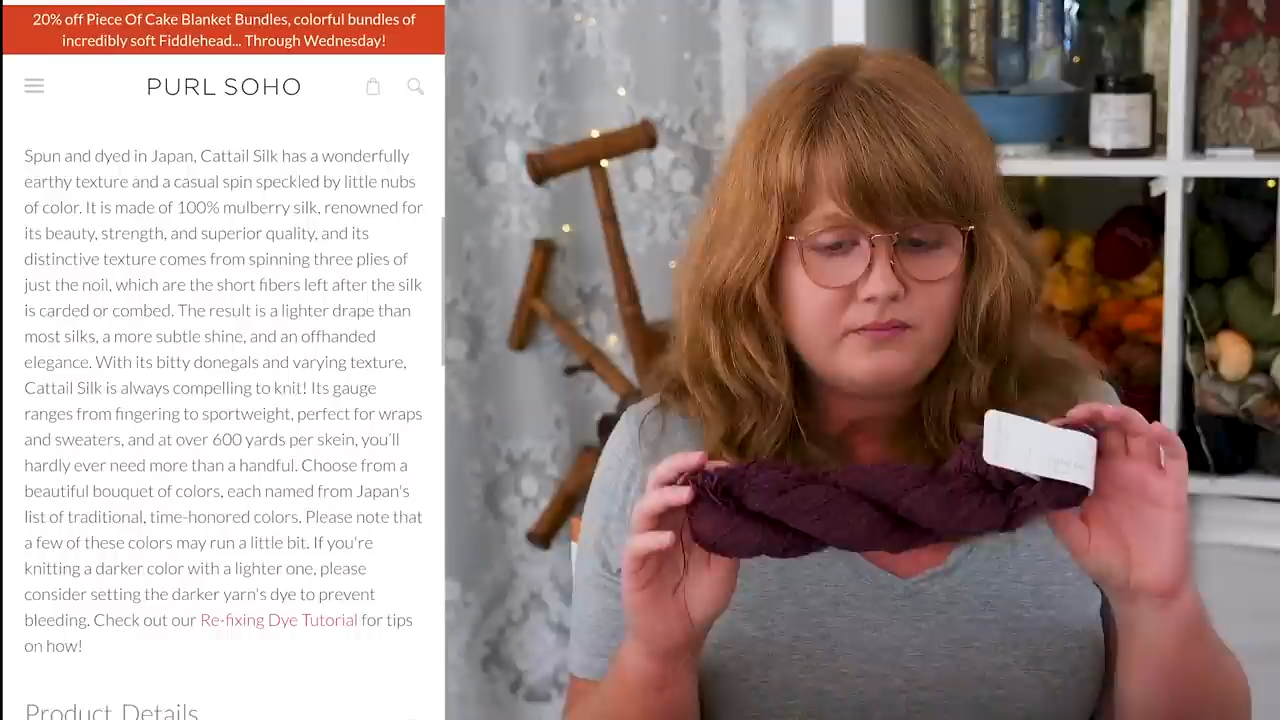 20% off Piece Of Cake Blanket Bundles, colorful bundles of
incredibly soft Fiddlehead... Through Wednesday!
PURL SOHO
Spun and dyed in Japan, Cattail Silk has a wonderfully
earthy texture and a casual spin speckled by little nubs
of color. It is made of 100% mulberry silk, renowned for
its beauty, strength, and superior quality, and its
distinctive texture comes from spinning three plies of
just the noil, which are the short fibers left after the silk
is carded or combed. The result is a lighter drape than
most silks, a more subtle shine, and an offhanded
elegance. With its bitty donegals and varying texture,
Cattail Silk is always compelling to knit! Its gauge
ranges from fingering to sportweight, perfect for wraps
and sweaters, and at over 600 yards per skein, you'll
hardly ever need more than a handful. Choose from a
beautiful bouquet of colors, each named from Japan's
list of traditional, time-honored colors. Please note that
a few of these colors may run a little bit. If you're
knitting a darker color with a lighter one, please
consider setting the darker yarn's dye to prevent
bleeding. Check out our Re-fixing Dye Tutorial for tips
on how!
Product Details